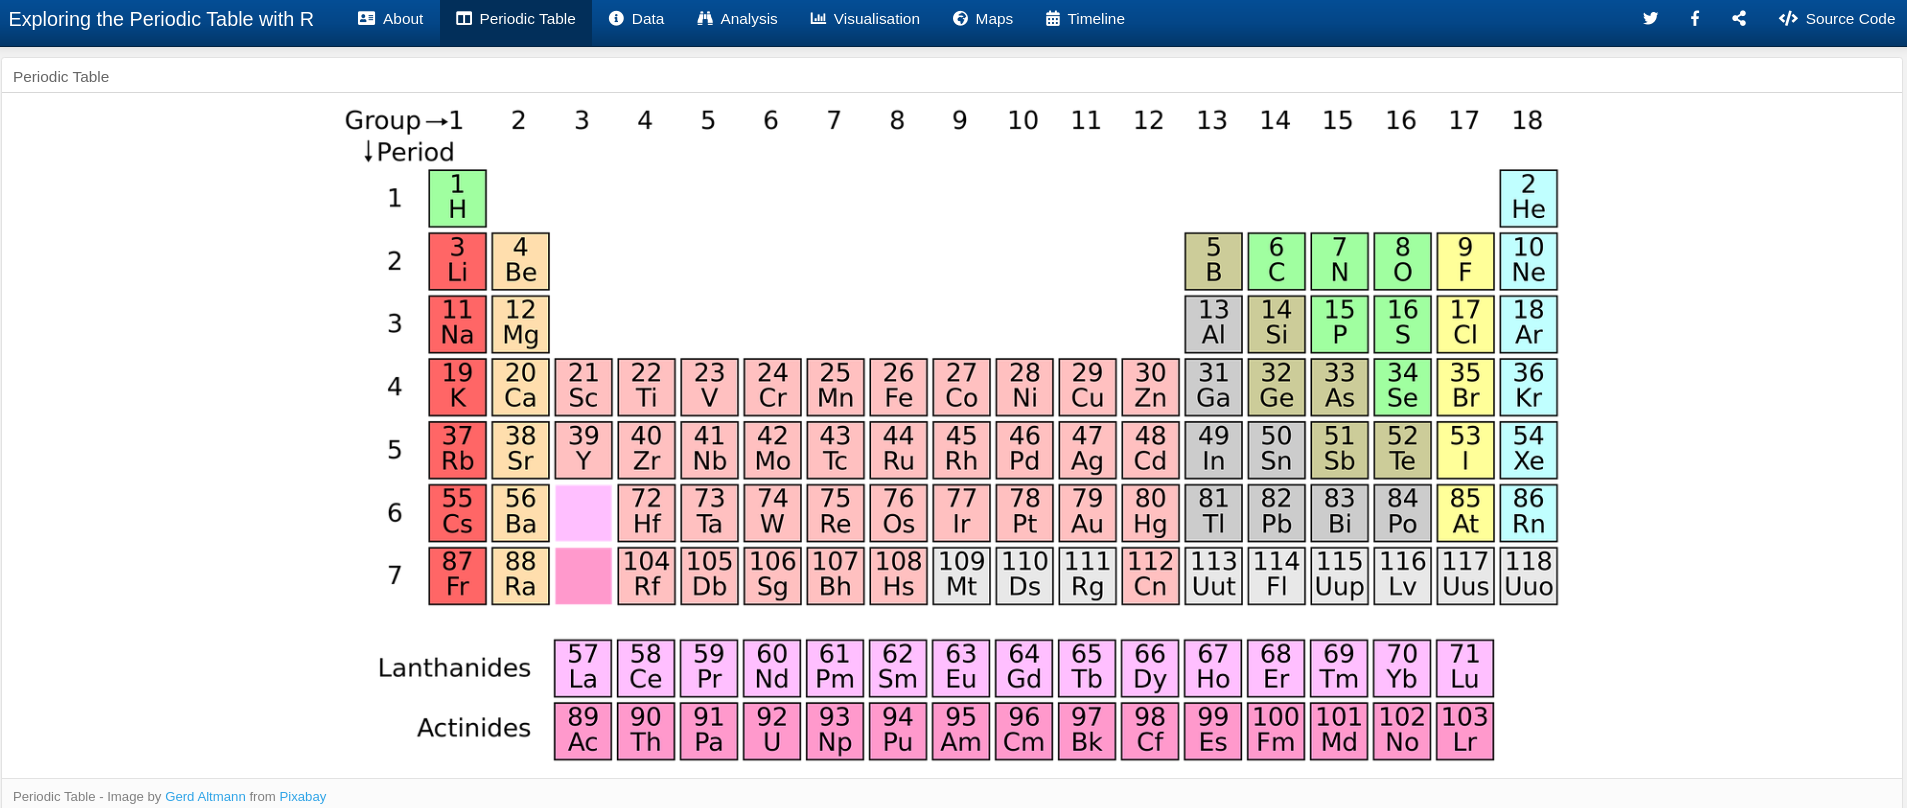 Exploring the Periodic Table with R About Periodic Table Data Analysis Visualisation Maps Timeline Source Code
Periodic Table
Group →1 2 3 4 5 6 7 8 9 10 11 12 13 14 15 16 17 18
↓Period
1 1 2
H He
2 3 4 5 6 7 8 9 10
Li Be B C N O F Ne
3 11 12 13 14 15 16 17 18
Na Mg Al Si P S Cl Ar
4 19 20 21 22 23 24 25 26 27 28 29 30 31 32 33 34 35 36
K Ca Sc Ti V Cr Mn Fe Co Ni Cu Zn Ga Ge As Se Br Kr
5 37 38 39 40 41 42 43 44 45 46 47 48 49 50 51 52 53 54
Rb Sr Y Zr Nb Mo Tc Ru Rh Pd Ag Cd In Sn Sb Te I Xe
6 55 56 72 73 74 75 76 77 78 79 80 81 82 83 84 85 86
Cs Ba Hf Ta W Re Os Ir Pt Au Hg Tl Pb Bi Po At Rn
7 87 88 104 105 106 107 108 109 110 111 112 113 114 115 116 117 118
Fr Ra Rf Db Sg Bh Hs Mt Ds Rg Cn Uut Fl Uup Lv Uus Uuo
Lanthanides 57 58 59 60 61 62 63 64 65 66 67 68 69 70 71
La Ce Pr Nd Pm Sm Eu Gd Tb Dy Ho Er Tm Yb Lu
Actinides 89 90 91 92 93 94 95 96 97 98 99 100 101 102 103
Ac Th Pa U Np Pu Am Cm Bk Cf Es Fm Md No Lr
Periodic Table - Image by Gerd Altmann from Pixabay